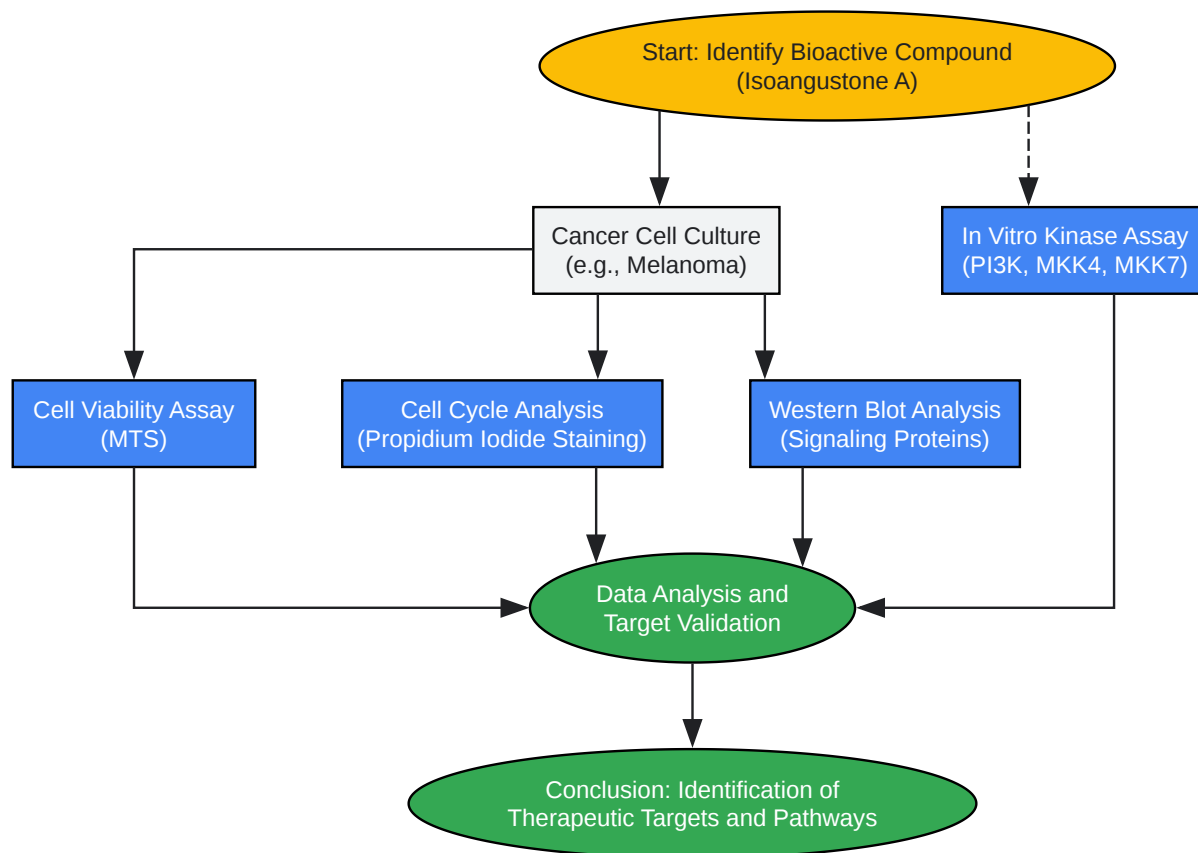 Start: Identify Bioactive Compound
(Isoangustone A)
Cancer Cell Culture
(e.g., Melanoma)
In Vitro Kinase Assay
(PI3K, MKK4, MKK7)
Cell Viability Assay
(MTS)
Cell Cycle Analysis
(Propidium Iodide Staining)
Western Blot Analysis
(Signaling Proteins)
Data Analysis and
Target Validation
Conclusion: Identification of
Therapeutic Targets and Pathways